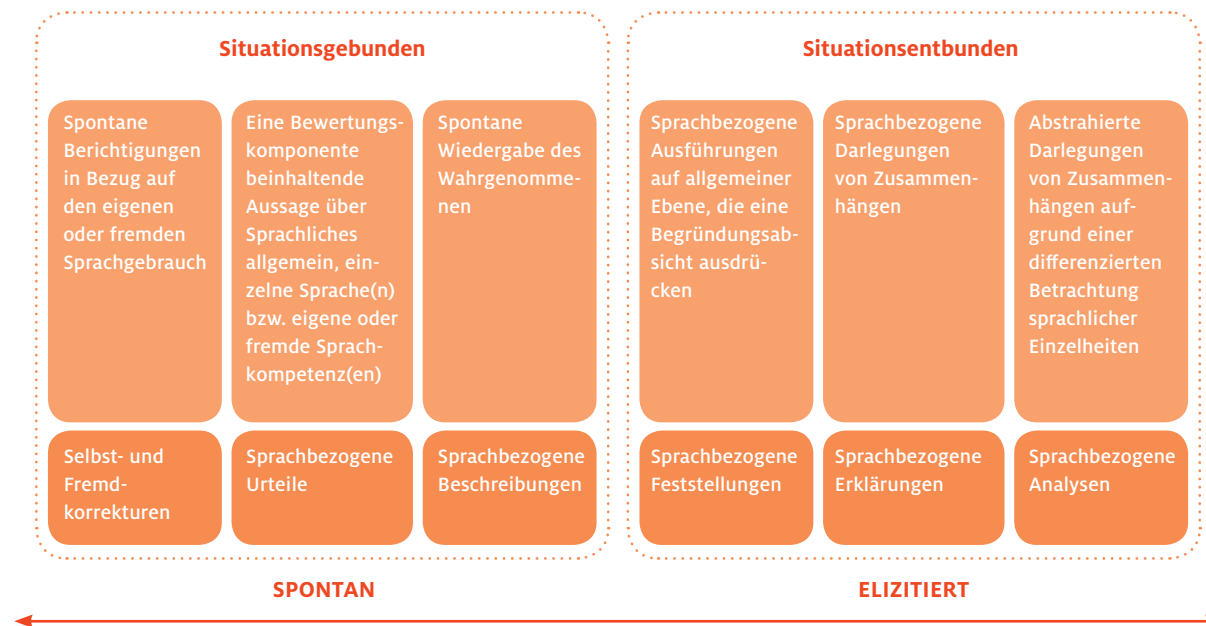 Situationsgebunden
Spontane
Berichtigungen
in Bezug auf
den eigenen
oder fremden
Sprachgebrauch
Eine Bewertungs-
komponente
beinhaltende
Aussage über
Sprachliches
allgemein, ein-
zelne Sprache(n)
bzw. eigene oder
fremde Sprach-
kompetenz(en)
Spontane
Wiedergabe des
Wahrgenomme-
nen
Selbst- und
Fremd-
korrekturen
Sprachbezogene
Urteile
Sprachbezogene
Beschreibungen
SPONTAN
Situationsentbunden
Sprachbezogene
Ausführungen
auf allgemeiner
Ebene, die eine
Begründungsab-
sicht ausdrü-
cken
Sprachbezogene
Darlegungen
von Zusammen-
hängen
Abstrahierte
Darlegungen
von Zusammen-
hängen auf-
grund einer
differenzierten
Betrachtung
sprachlicher
Einzelheiten
Sprachbezogene
Feststellungen
Sprachbezogene
Erklärungen
Sprachbezogene
Analysen
ELIZITIERT